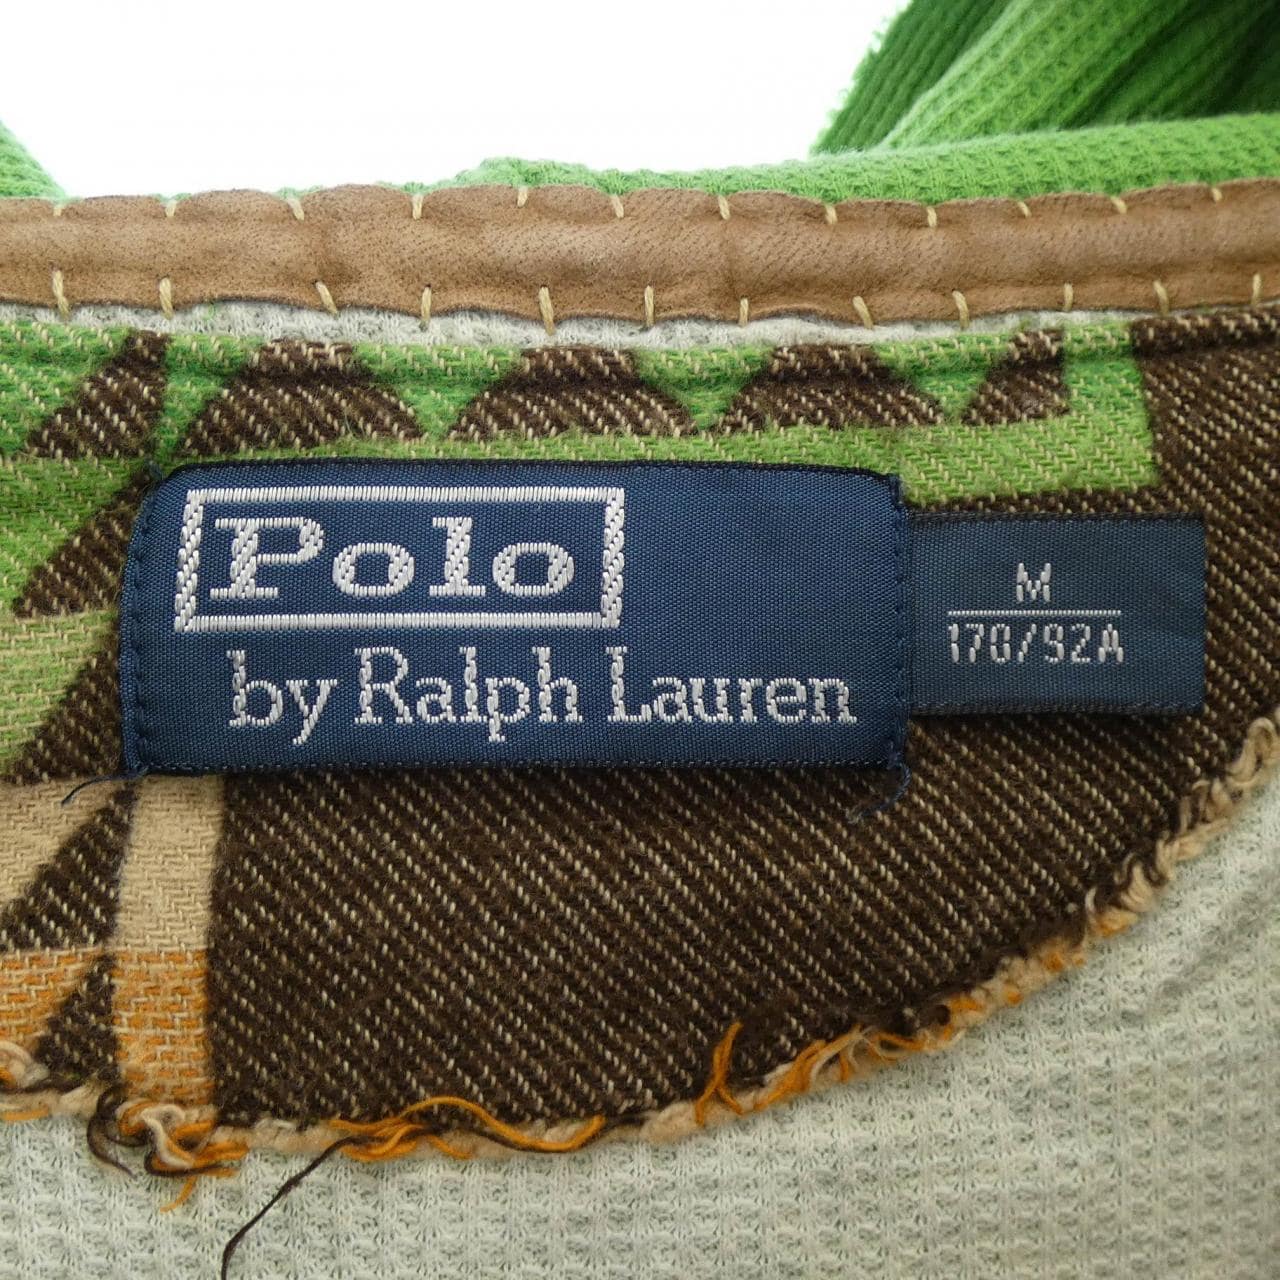 Polo
by Ralph Lauren
M
170/92A